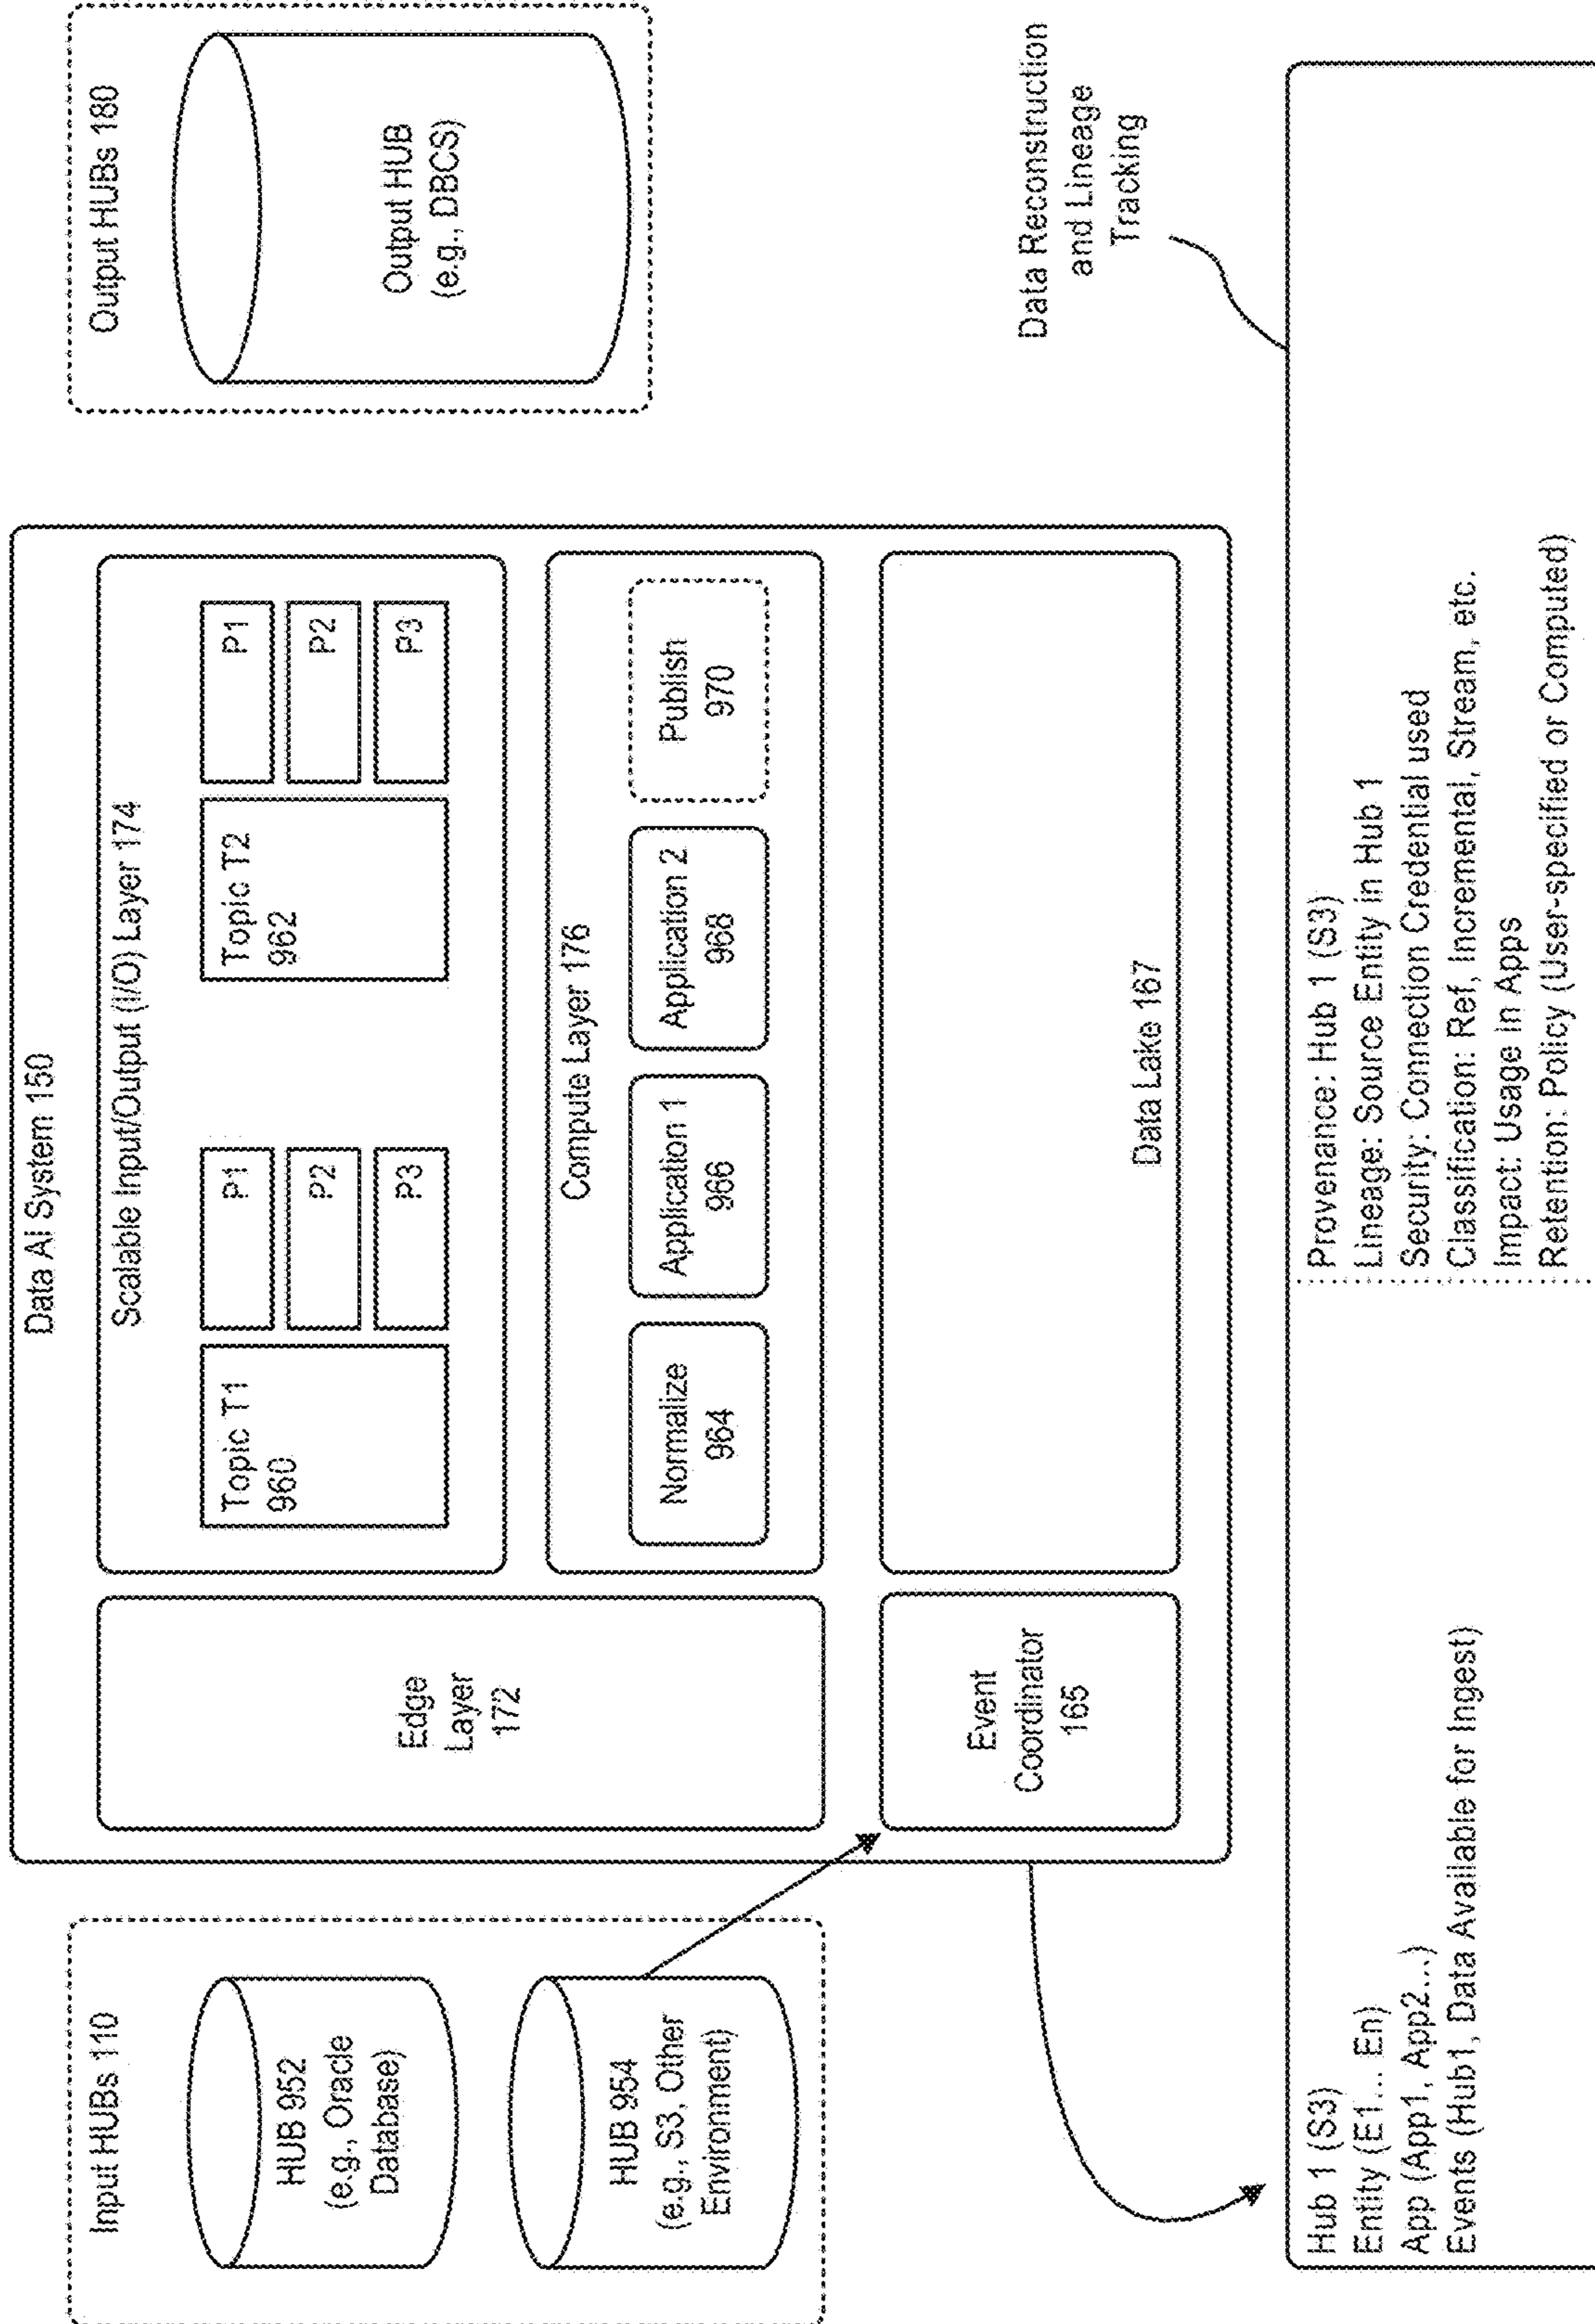 Input HUBs 110
HUB 952
(e.g., Oracle
Database)
HUB 954
(e.g., S3, Other
Environment)
Data AI System 150
Edge
Layer
172
Scalable Input/Output (I/O) Layer 174
Topic T1
960
P1
P2
P3
Topic T2
962
P1
P2
P3
Compute Layer 176
Normalize
964
Application 1
966
Application 2
968
Publish
970
Event
Coordinator
165
Data Lake 167
Output HUBs 180
Output HUB
(e.g., DBCS)
Data Reconstruction
and Lineage
Tracking
Hub 1 (S3)
Entity (E1... En)
App (App1, App2...)
Events (Hub1, Data Available for Ingest)
Provenance: Hub 1 (S3)
Lineage: Source Entity in Hub 1
Security: Connection Credential used
Classification: Ref, Incremental, Stream, etc.
Impact: Usage in Apps
Retention: Policy (User-specified or Computed)